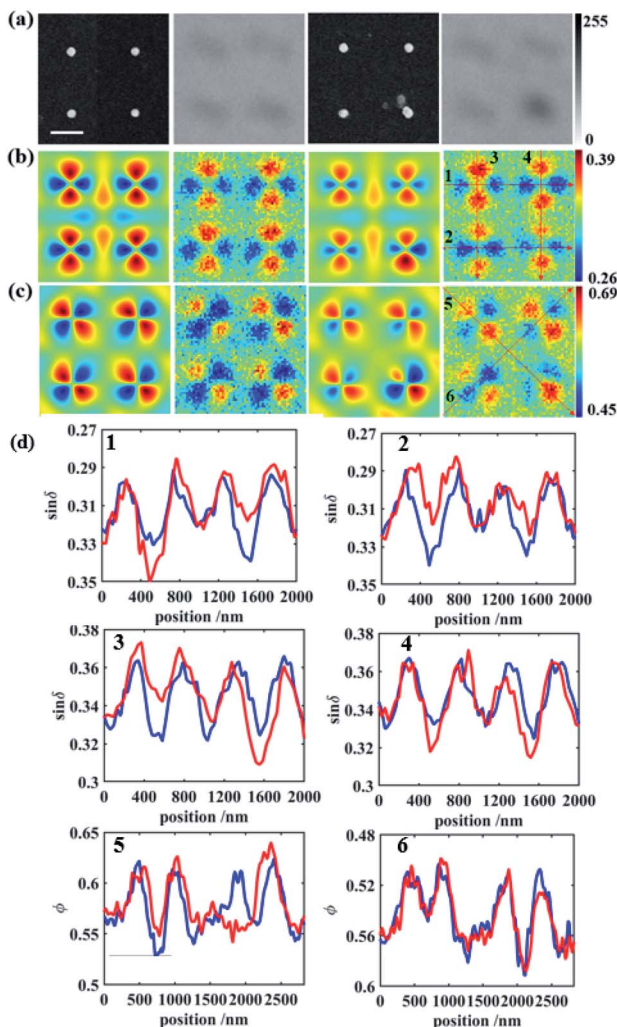 (a)
255
0
(b)
1
2
3
4
0.39
0.26
(c)
5
6
0.69
0.45
(d)
1
0.27
0.29
0.31
0.33
0.35
sinδ
0 400 800 1200 1600 2000
position /nm
2
0.27
0.29
0.31
0.33
0.35
sinδ
0 400 800 1200 1600 2000
position /nm
3
0.38
0.36
0.34
0.32
0.3
sinδ
0 400 800 1200 1600 2000
position /nm
4
0.38
0.36
0.34
0.32
0.3
sinδ
0 400 800 1200 1600 2000
position /nm
5
0.65
0.6
0.55
0.5
ϕ
0 500 1000 1500 2000 2500
position /nm
6
0.48
0.52
0.56
0.6
ϕ
0 500 1000 1500 2000 2500
position /nm